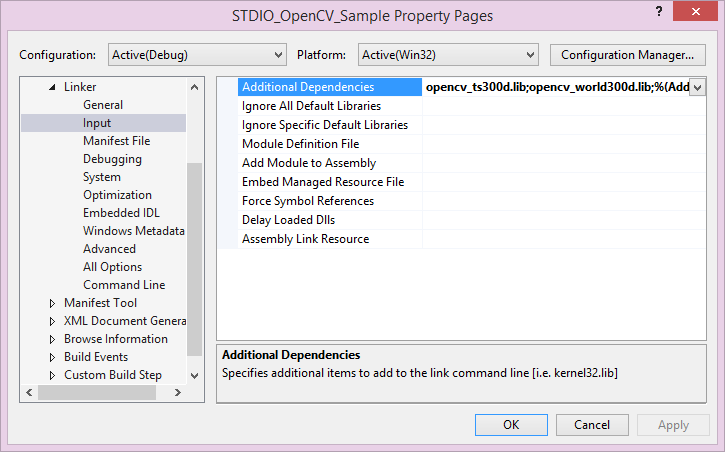 STDIO_OpenCV_Sample Property Pages
?
Configuration: Active(Debug) Platform: Active(Win32) Configuration Manager...
Linker
General
Input
Manifest File
Debugging
System
Optimization
Embedded IDL
Windows Metadata
Advanced
All Options
Command Line
Manifest Tool
XML Document Genera
Browse Information
Build Events
Custom Build Step
Additional Dependencies opencv_ts300d.lib;opencv_world300d.lib;%(Add
Ignore All Default Libraries
Ignore Specific Default Libraries
Module Definition File
Add Module to Assembly
Embed Managed Resource File
Force Symbol References
Delay Loaded Dlls
Assembly Link Resource
Additional Dependencies
Specifies additional items to add to the link command line [i.e. kernel32.lib]
OK Cancel Apply